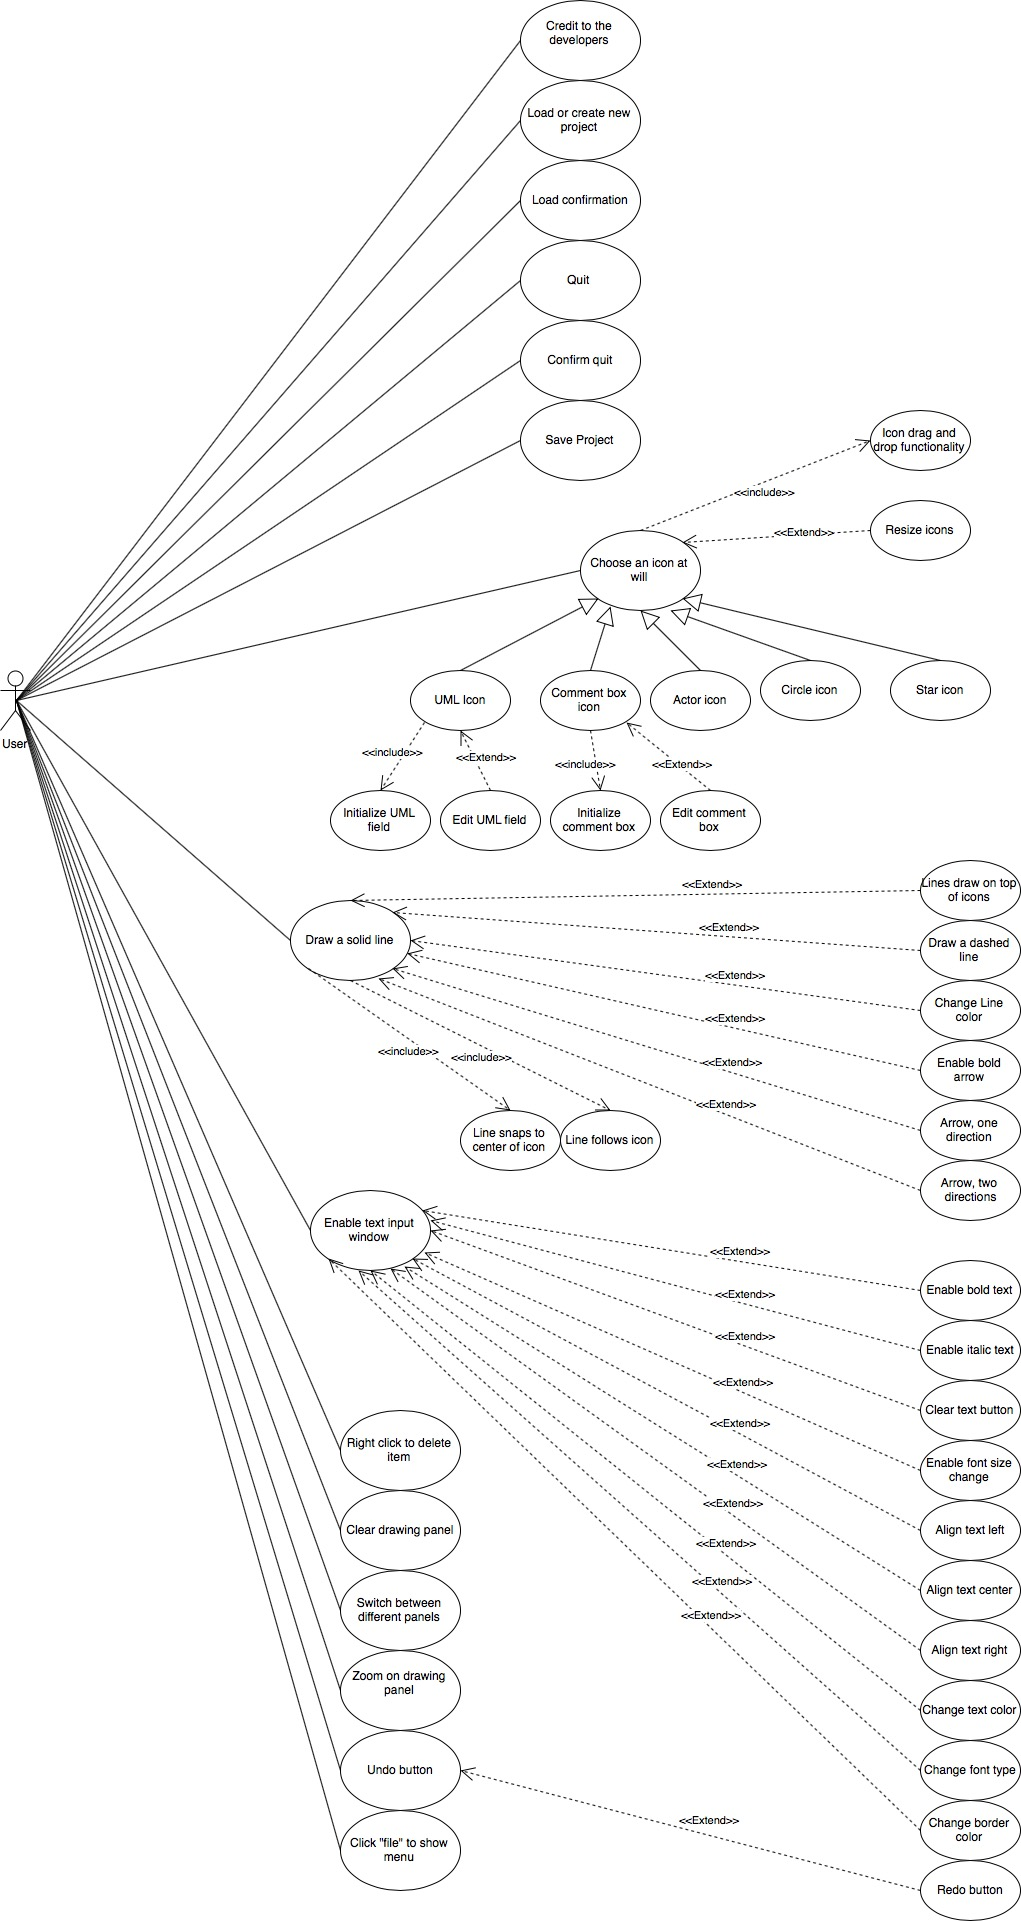 Credit to the
developers
Load or create new
project
Load confirmation
Quit
Confirm quit
Save Project
Icon drag and
drop functionality
<<include>>
Resize icons
<<Extend>>
Choose an icon at
will
User
UML Icon
Comment box
icon
Actor icon
Circle icon
Star icon
<<include>>
<<Extend>>
<<include>>
<<Extend>>
Initialize UML
field
Edit UML field
Initialize
comment box
Edit comment
box
<<Extend>>
Lines draw on top
of icons
Draw a solid line
<<Extend>>
Draw a dashed
line
<<Extend>>
Change Line
color
<<Extend>>
Enable bold
arrow
<<include>>
<<include>>
<<Extend>>
Arrow, one
direction
<<Extend>>
Line snaps to
center of icon
Line follows icon
Arrow, two
directions
Enable text input
window
<<Extend>>
Enable bold text
<<Extend>>
Enable italic text
<<Extend>>
Clear text button
<<Extend>>
Enable font size
change
<<Extend>>
Align text left
<<Extend>>
Align text center
<<Extend>>
Align text right
<<Extend>>
Change text color
<<Extend>>
Change font type
<<Extend>>
Change border
color
Right click to delete
item
Clear drawing panel
Switch between
different panels
Zoom on drawing
panel
Undo button
Click "file" to show
menu
<<Extend>>
Redo button